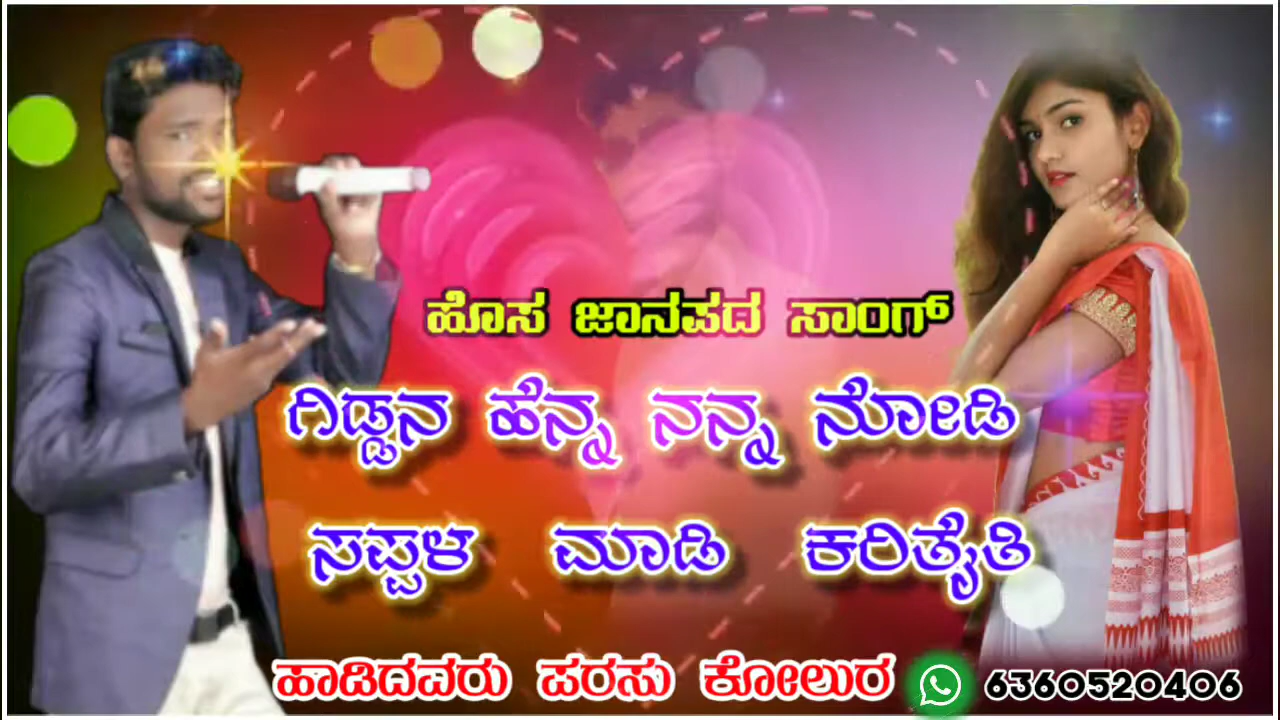 ಹೊಸ ಜಾನಪದ ಸಾಂಗ್
ಗಿಡ್ಡನ ಹೆನ್ನ ನನ್ನ ನೋಡಿ
ಸಪ್ಪಳ ಮಾಡಿ ಕರಿತೈತಿ
ಹಾಡಿದವರು ಪರಸು ಕೋಲುರ 6360520406